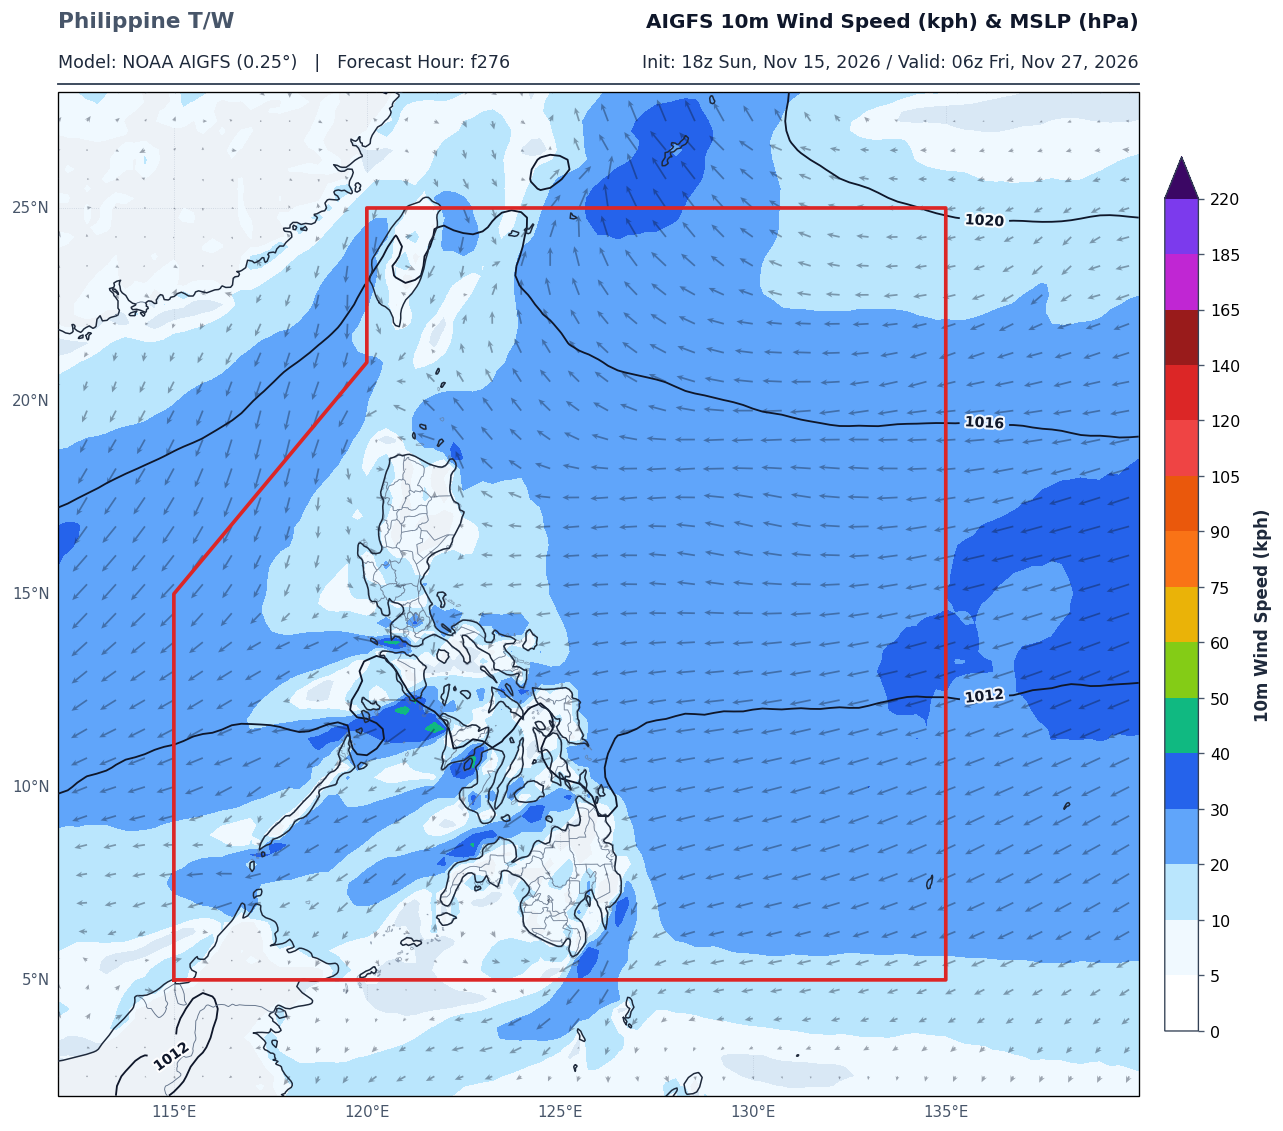 Philippine T/W
AIGFS 10m Wind Speed (kph) & MSLP (hPa)
Model: NOAA AIGFS (0.25°) | Forecast Hour: f276
Init: 18z Sun, Nov 15, 2026 / Valid: 06z Fri, Nov 27, 2026
25°N
20°N
15°N
10°N
5°N
115°E
120°E
125°E
130°E
135°E
1020
1016
1012
1012
220
185
165
140
120
105
90
75
60
50
40
30
20
10
5
0
10m Wind Speed (kph)